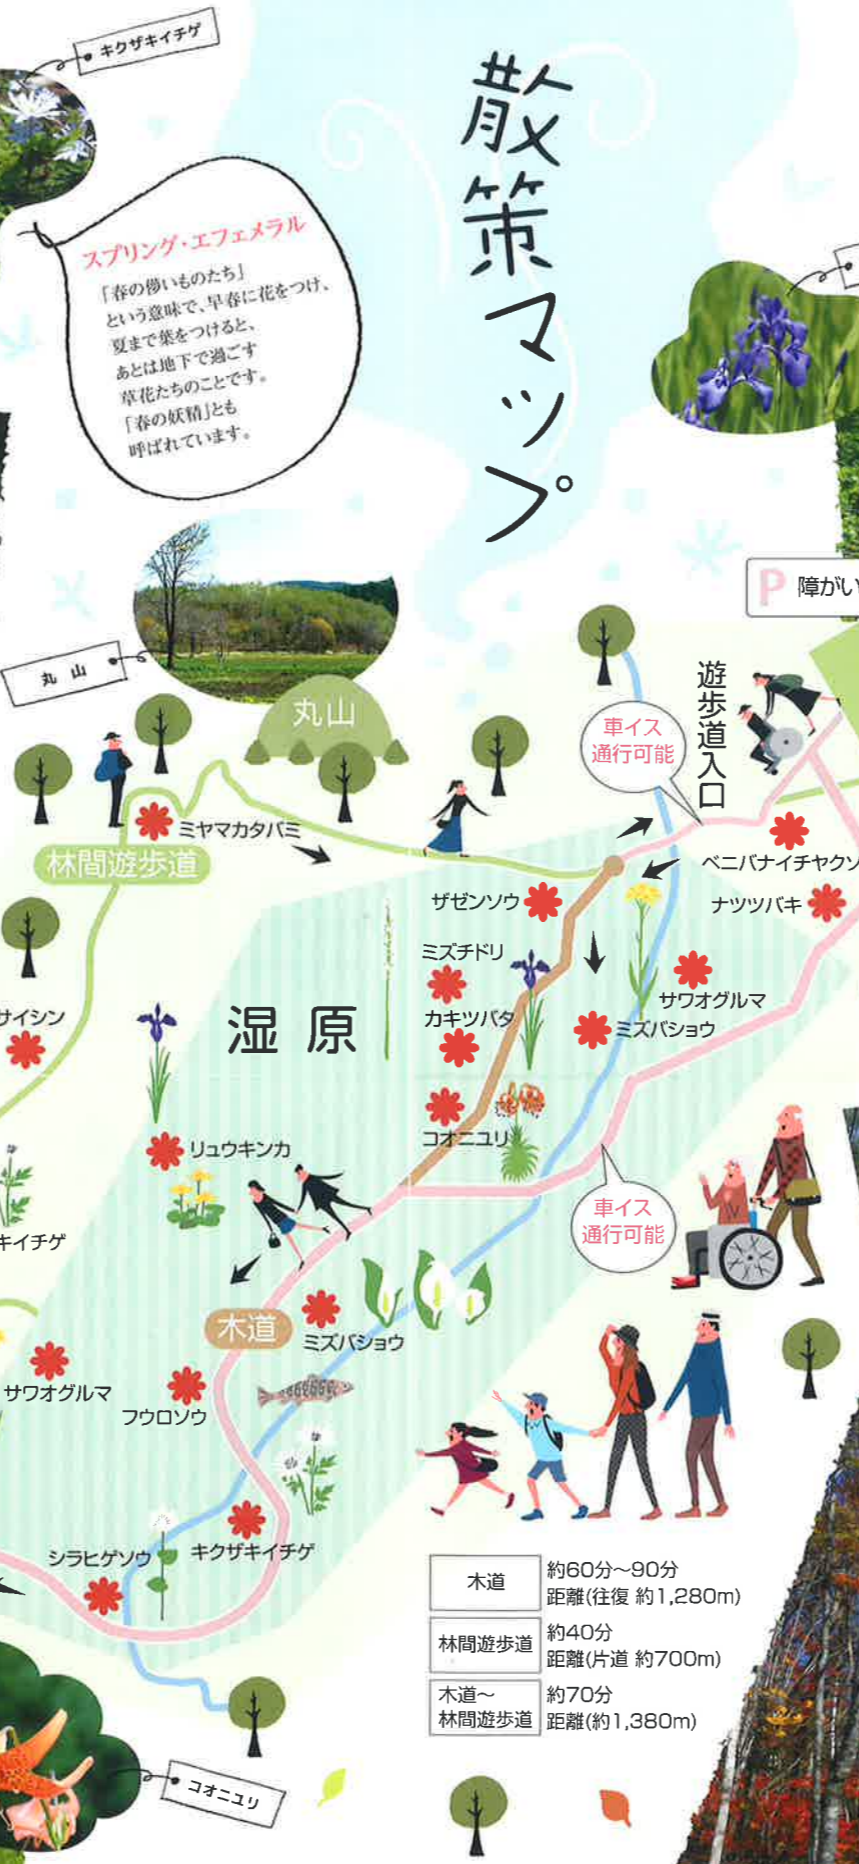 キクザキイチゲ
散策マップ
スプリング・エフェメラル
「春の儚いものたち」
という意味で、早春に花をつけ、
夏まで葉をつけると、
あとは地下で過ごす
草花たちのことです。
「春の妖精」とも
呼ばれています。
P 障がい
丸山
丸山
遊歩道入口
車イス
通行可能
ミヤマカタバミ
林間遊歩道
ベニバナイチヤクソ
ナツツバキ
ザゼンソウ
ミズチドリ
カキツバタ
サワオグルマ
ミズバショウ
サイシン
湿原
コオニユリ
リュウキンカ
車イス
通行可能
キイチゲ
木道
ミズバショウ
サワオグルマ
フウロソウ
シラヒゲソウ
キクザキイチゲ
木道
約60分～90分
距離(往復 約1,280m)
林間遊歩道
約40分
距離(片道 約700m)
木道～
林間遊歩道
約70分
距離(約1,380m)
コオニユリ